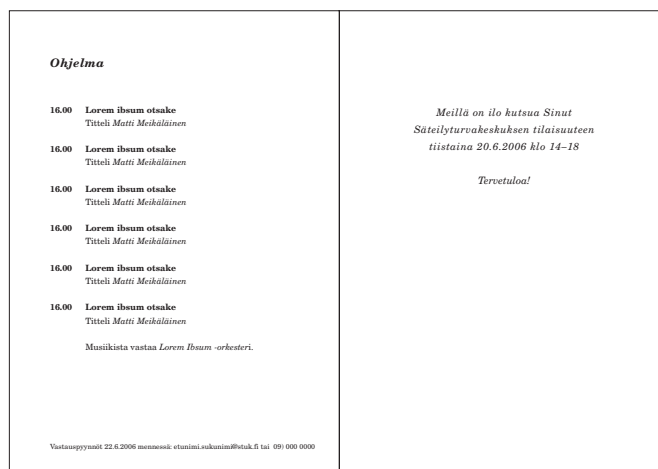 Ohjelma
16.00 Lorem ibsum otsake
Titteli Matti Meikäläinen
16.00 Lorem ibsum otsake
Titteli Matti Meikäläinen
16.00 Lorem ibsum otsake
Titteli Matti Meikäläinen
16.00 Lorem ibsum otsake
Titteli Matti Meikäläinen
16.00 Lorem ibsum otsake
Titteli Matti Meikäläinen
16.00 Lorem ibsum otsake
Titteli Matti Meikäläinen
Musiikista vastaa Lorem Ibsum -orkesteri.
Vastauspyynnöt 22.6.2006 mennessä: etunimi.sukunimi@stuk.fi tai 09) 000 0000
Meillä on ilo kutsua Sinut
Säteilyturvakeskuksen tilaisuuteen
tiistaina 20.6.2006 klo 14–18
Tervetuloa!